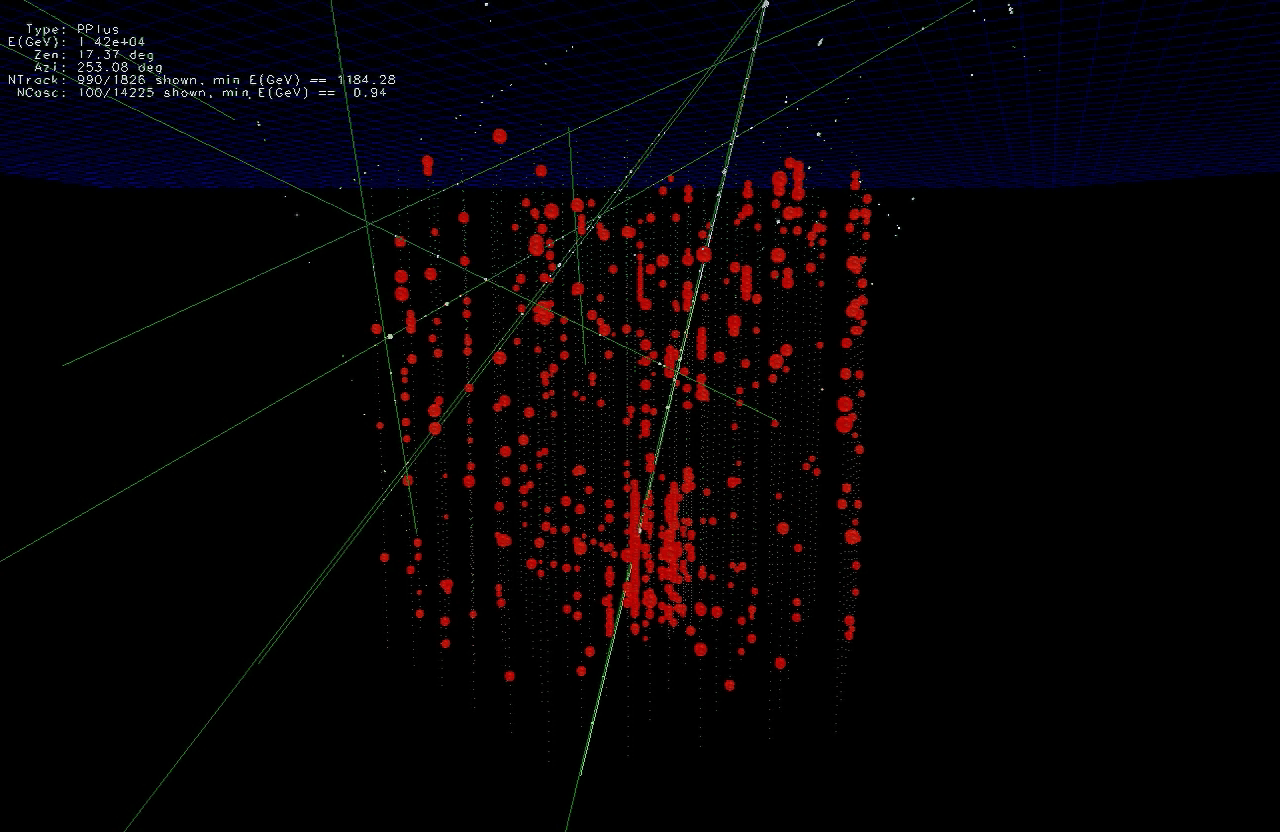 Type: PPlus
E(GeV): 1.42e+04
Zen: 17.37 deg
Azi: 253.08 deg
NTrack: 990/1826 shown, min E(GeV) == 1184.28
NCasc: 100/14225 shown, min E(GeV) == 0.94